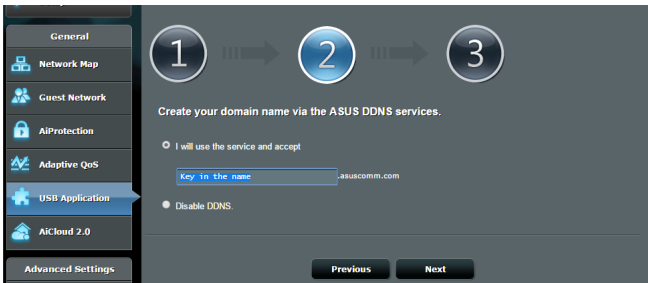 General
Network Map
Guest Network
AiProtection
Adaptive QoS
USB Application
AiCloud 2.0
Advanced Settings
1
2
3
Create your domain name via the ASUS DDNS services.
I will use the service and accept
Key in the name .asuscomm.com
Disable DDNS.
Previous Next